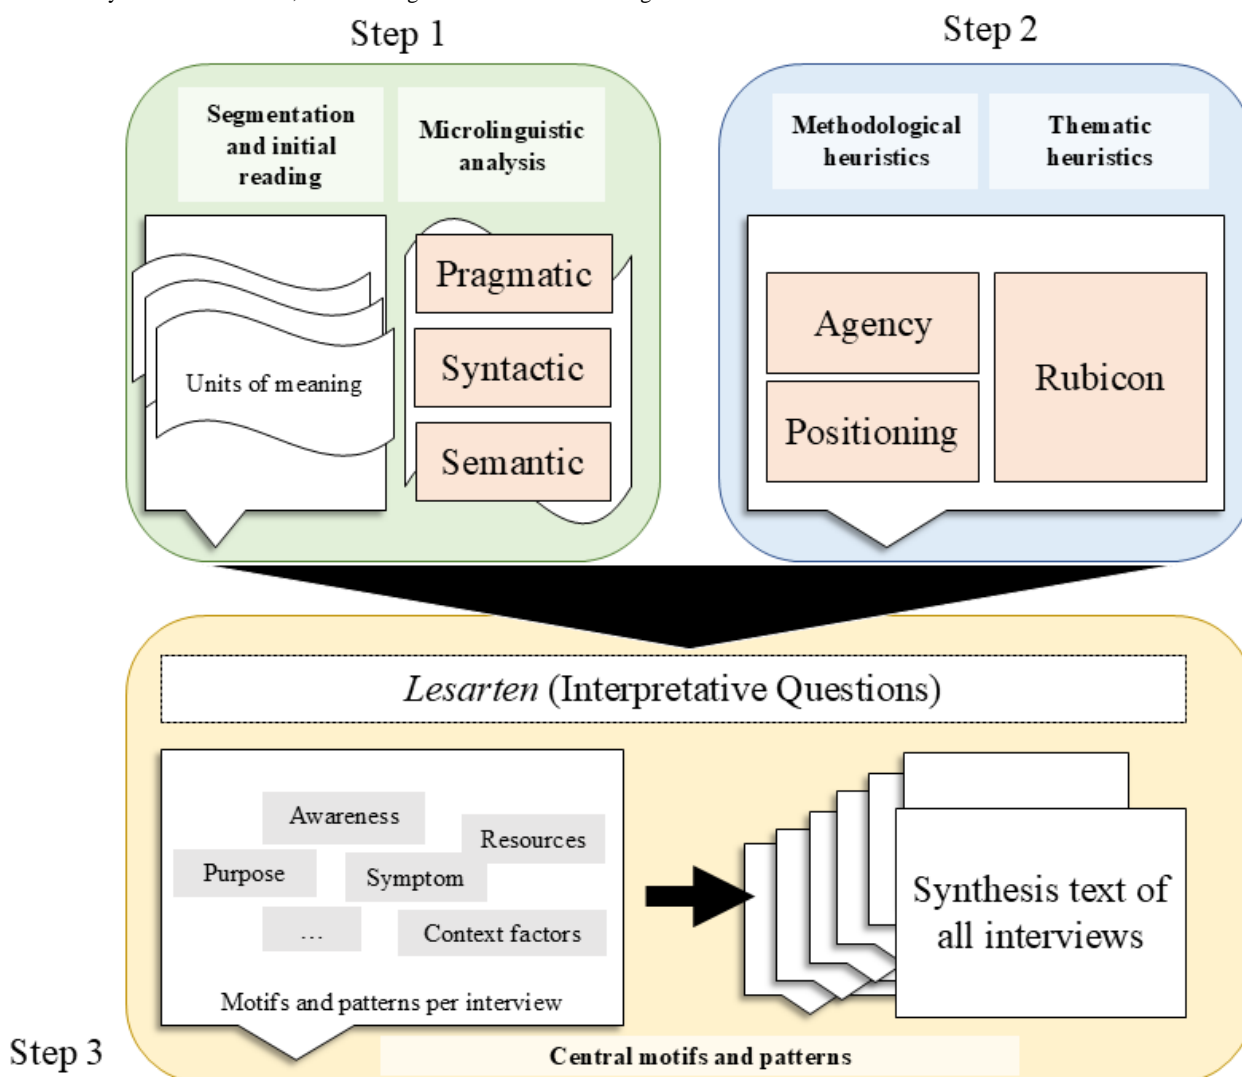 Step 1
Step 2
Segmentation
and initial
reading
Microlinguistic
analysis
Methodological
heuristics
Thematic
heuristics
Units of meaning
Pragmatic
Syntactic
Semantic
Agency
Positioning
Rubicon
Lesarten (Interpretative Questions)
Awareness
Resources
Purpose
Symptom
...
Context factors
Motifs and patterns per interview
Synthesis text of
all interviews
Step 3
Central motifs and patterns